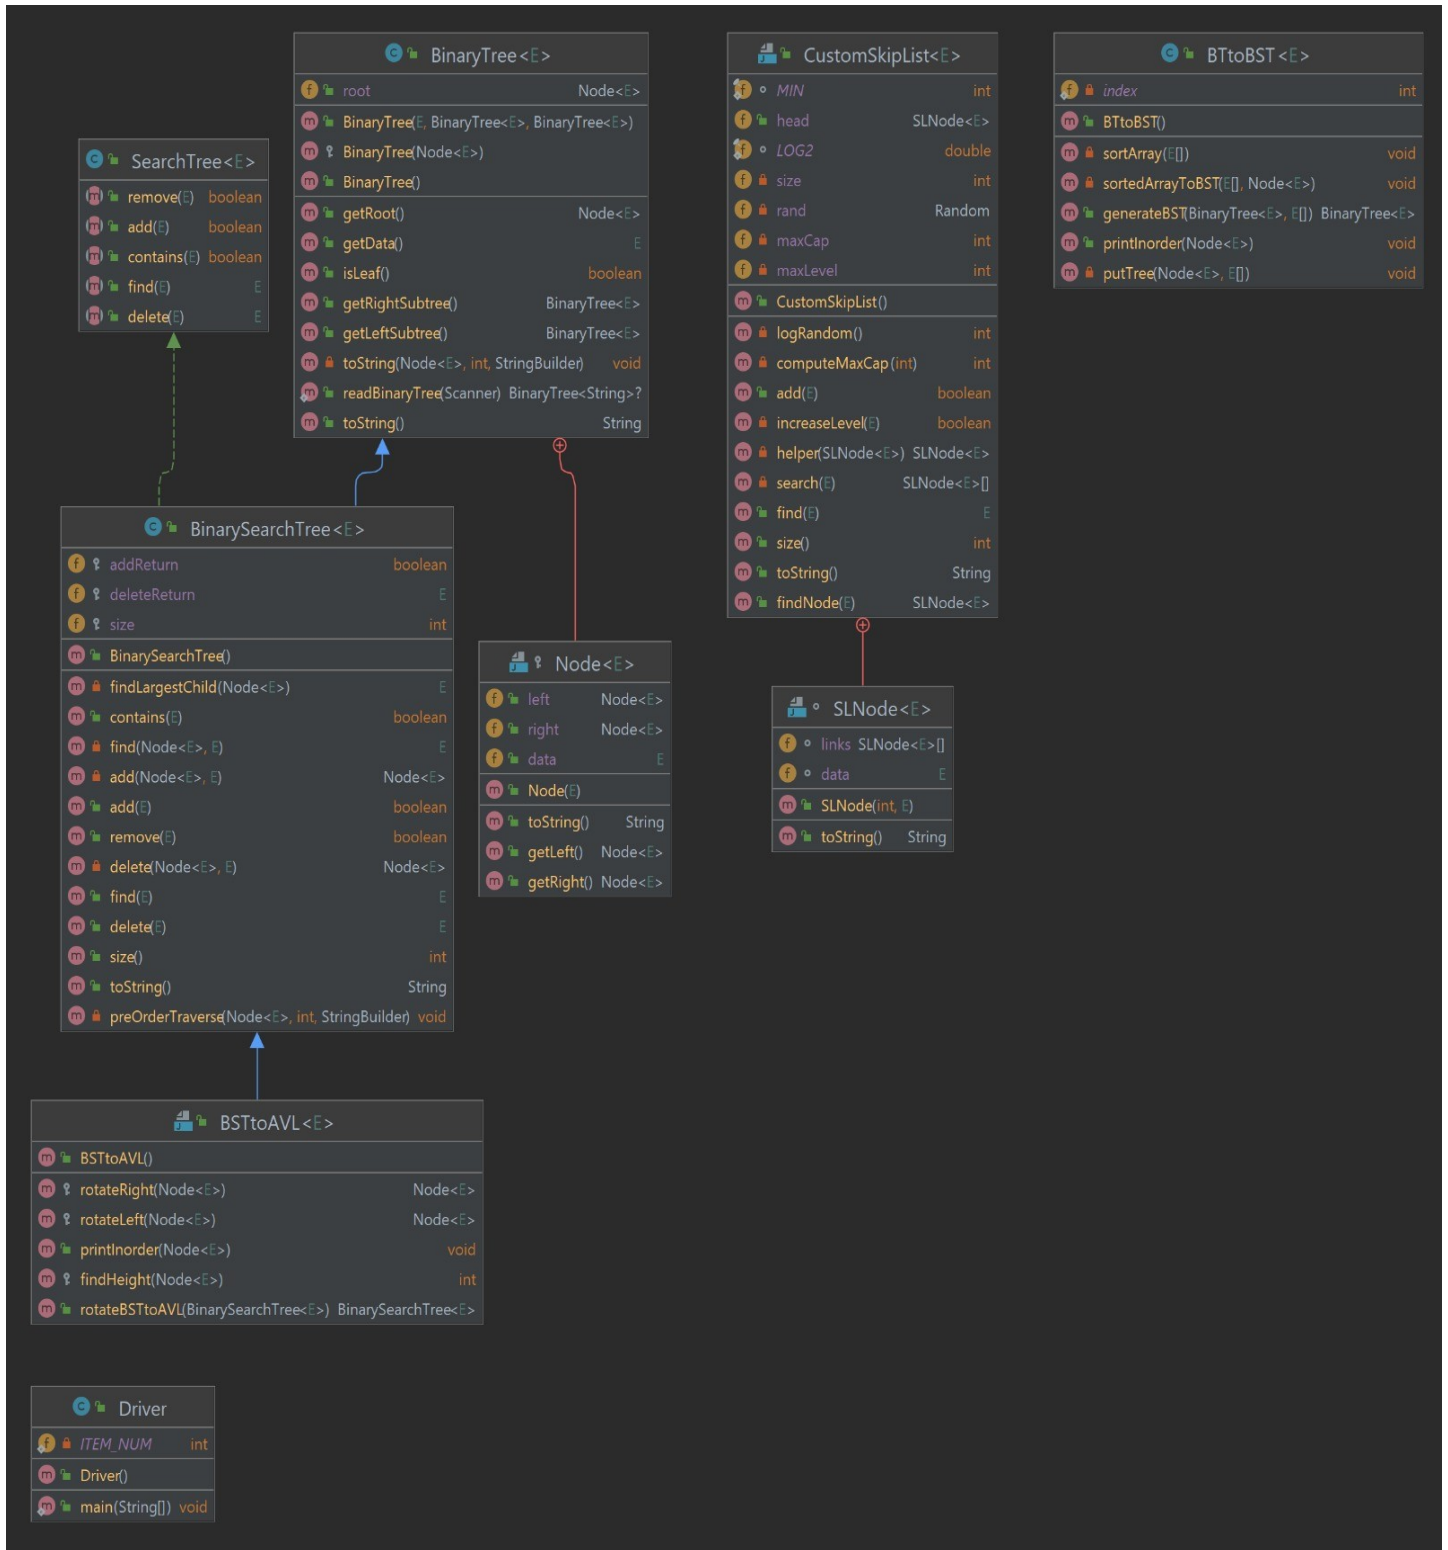 BinaryTree<E>
root Node<E>
BinaryTree(E, BinaryTree<E>, BinaryTree<E>)
BinaryTree(Node<E>)
BinaryTree()
getRoot() Node<E>
getData() E
isLeaf() boolean
getRightSubtree() BinaryTree<E>
getLeftSubtree() BinaryTree<E>
toString(Node<E>, int, StringBuilder) void
readBinaryTree(Scanner) BinaryTree<String>?
toString() String
CustomSkipList<E>
MIN int
head SLNode<E>
LOG2 double
size int
rand Random
maxCap int
maxLevel int
CustomSkipList()
logRandom() int
computeMaxCap(int) int
add(E) boolean
increaseLevel(E) boolean
helper(SLNode<E>) SLNode<E>
search(E) SLNode<E>[]
find(E) E
size() int
toString() String
findNode(E) SLNode<E>
BTtoBST<E>
index int
BTtoBST()
sortArray(E[]) void
sortedArrayToBST(E[], Node<E>) void
generateBST(BinaryTree<E>, E[]) BinaryTree<E>
printInorder(Node<E>) void
putTree(Node<E>, E[]) void
SearchTree<E>
remove(E) boolean
add(E) boolean
contains(E) boolean
find(E) E
delete(E) E
BinarySearchTree<E>
addReturn boolean
deleteReturn E
size int
BinarySearchTree()
findLargestChild(Node<E>) E
contains(E) boolean
find(Node<E>, E) E
add(Node<E>, E) Node<E>
add(E) boolean
remove(E) boolean
delete(Node<E>, E) Node<E>
find(E) E
delete(E) E
size() int
toString() String
preOrderTraverse(Node<E>, int, StringBuilder) void
Node<E>
left Node<E>
right Node<E>
data E
Node(E)
toString() String
getLeft() Node<E>
getRight() Node<E>
SLNode<E>
links SLNode<E>[]
data E
SLNode(int, E)
toString() String
BSTtoAVL<E>
BSTtoAVL()
rotateRight(Node<E>) Node<E>
rotateLeft(Node<E>) Node<E>
printInorder(Node<E>) void
findHeight(Node<E>) int
rotateBSTtoAVL(BinarySearchTree<E>) BinarySearchTree<E>
Driver
ITEM_NUM int
Driver()
main(String[]) void